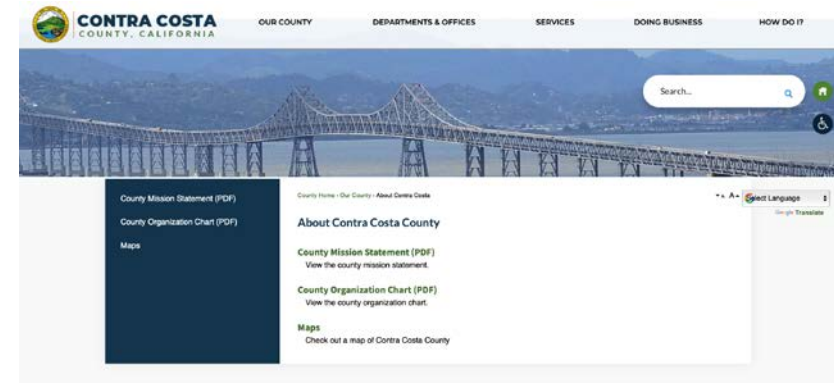 CONTRA COSTA
COUNTY, CALIFORNIA
OUR COUNTY
DEPARTMENTS & OFFICES
SERVICES
DOING BUSINESS
HOW DO I?
Search...
County Mission Statement (PDF)
County Organization Chart (PDF)
Maps
County Home › Our County › About Contra Costa
A+
Select Language
Google Translate
About Contra Costa County
County Mission Statement (PDF)
View the county mission statement.
County Organization Chart (PDF)
View the county organization chart.
Maps
Check out a map of Contra Costa County